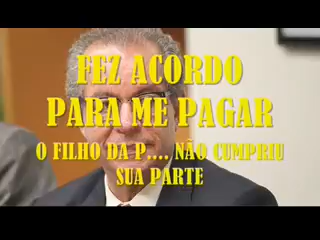 FEZ ACORDO
PARA ME PAGAR
O FILHO DA P.... NÃO CUMPRIU
SUA PARTE